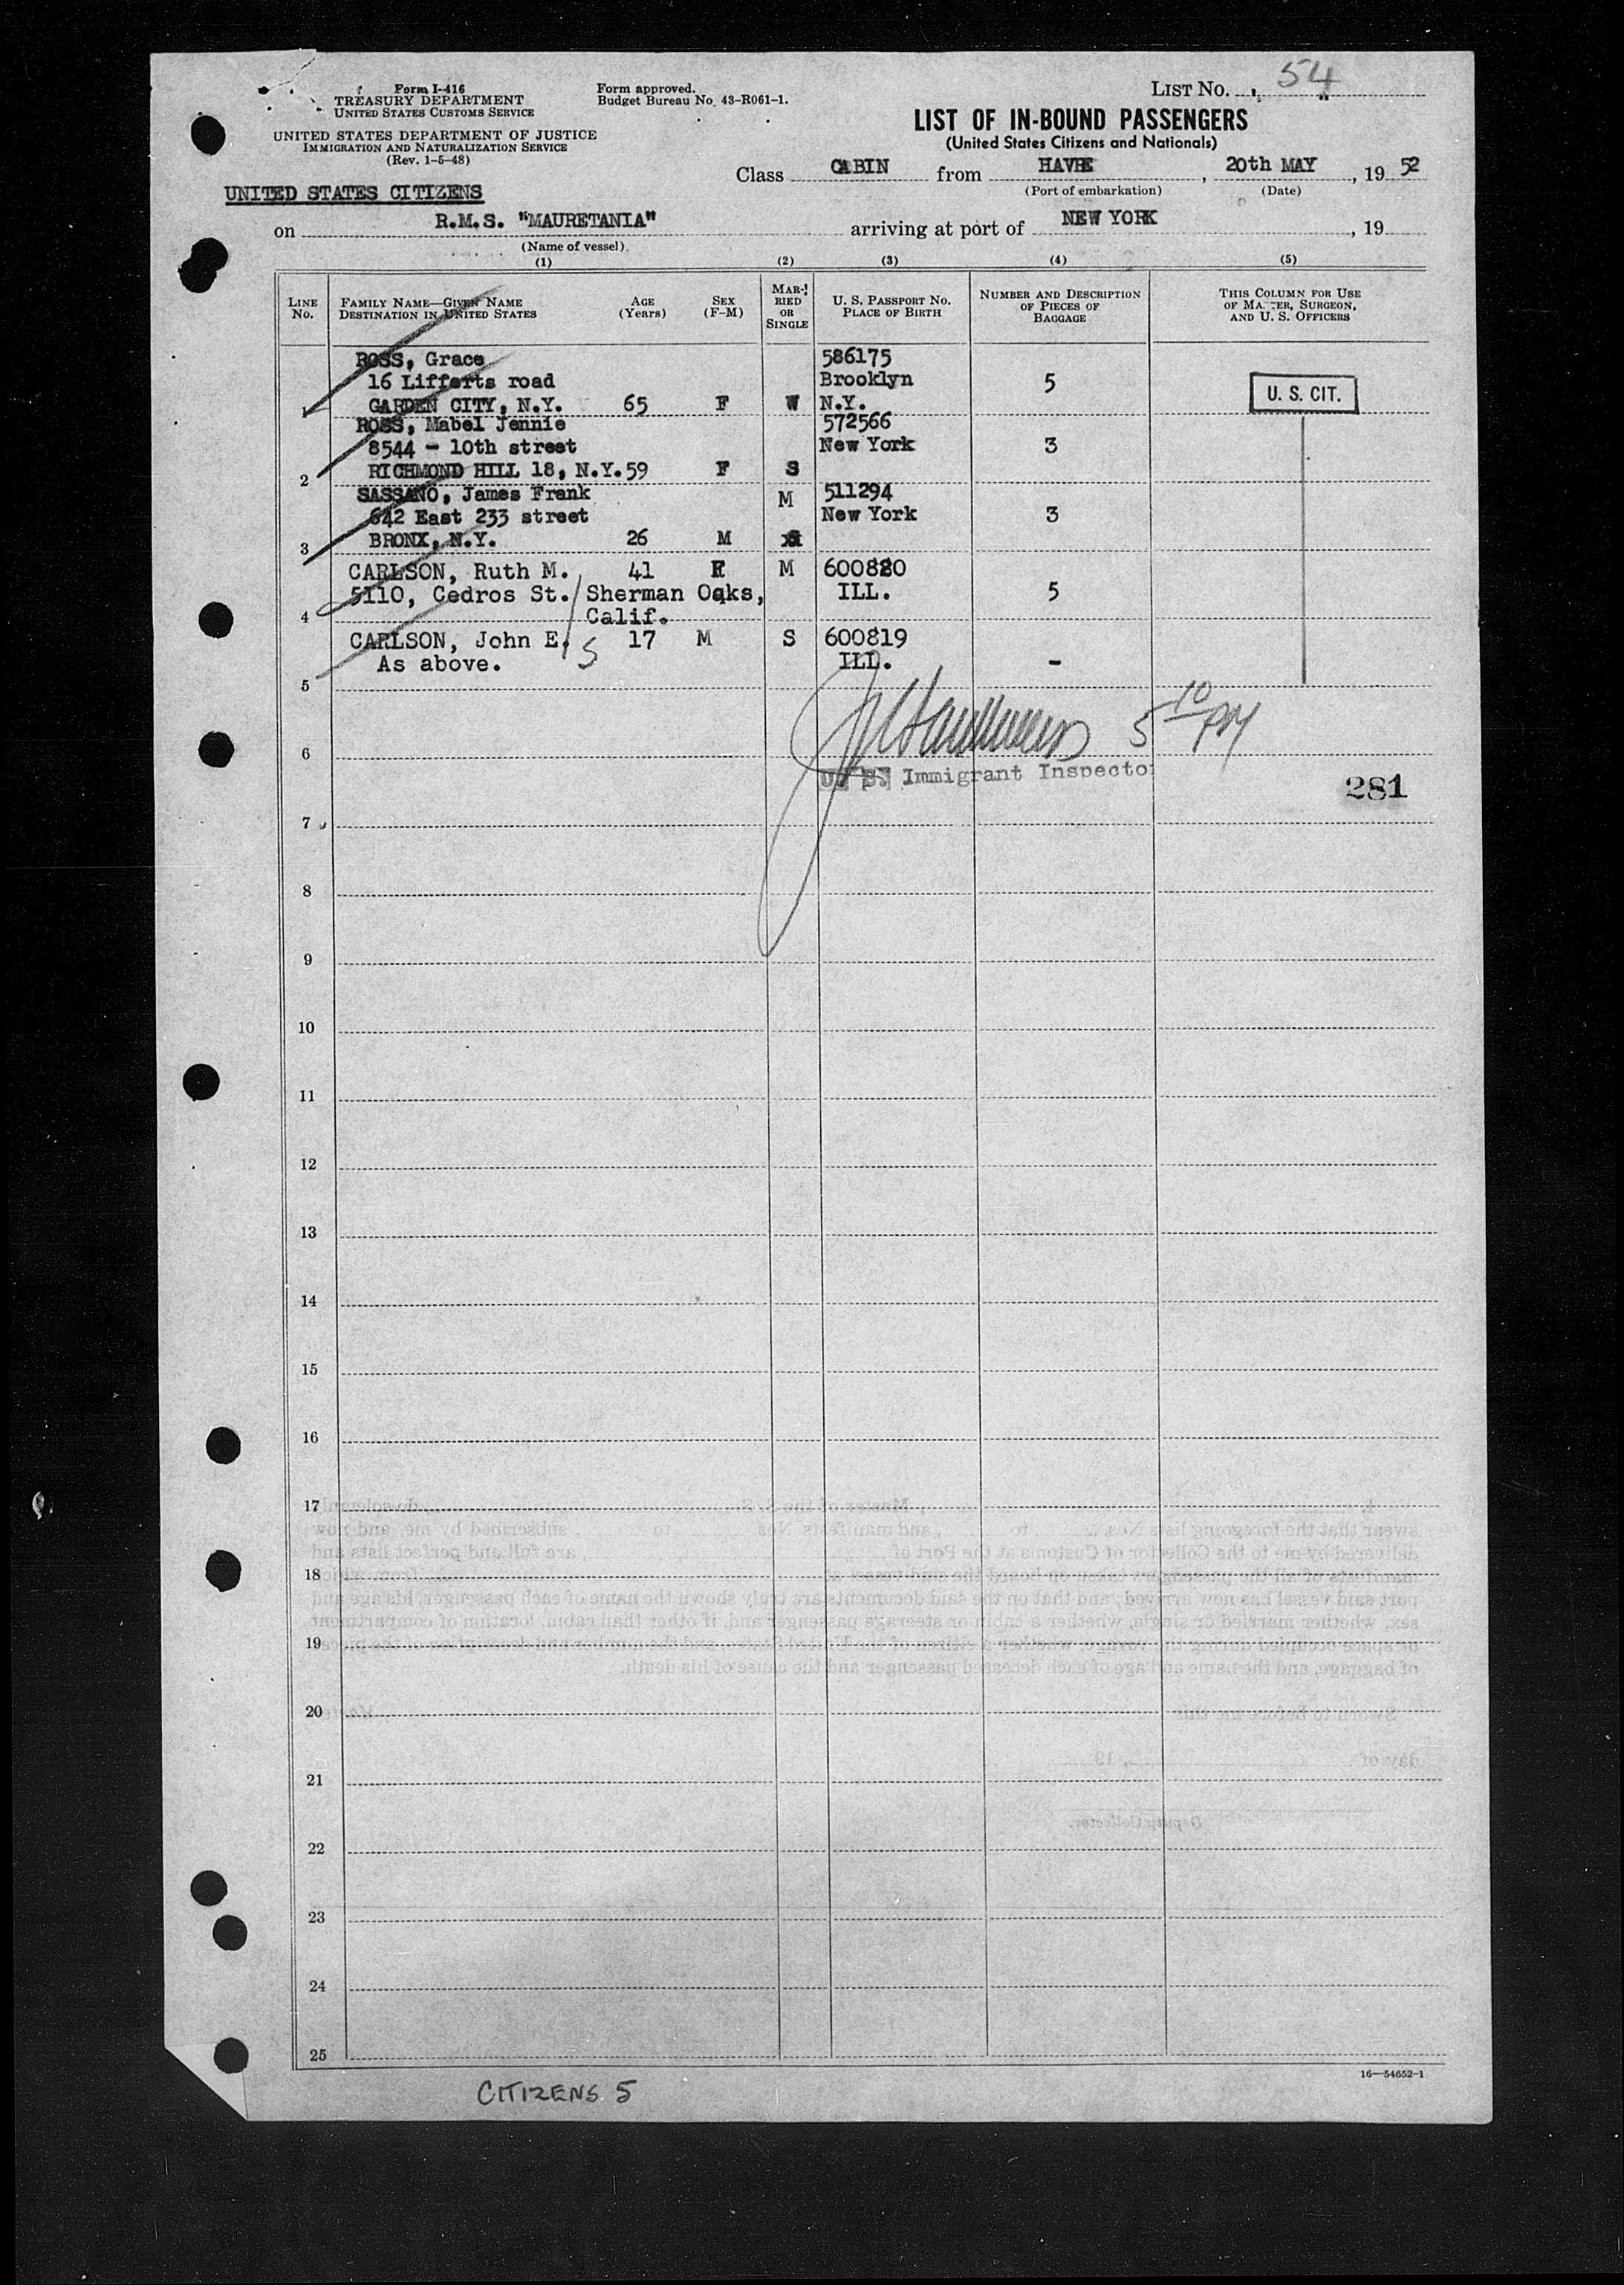 LIST No. 54
Form I-416
TREASURY DEPARTMENT
UNITED STATES CUSTOMS SERVICE
Form approved.
Budget Bureau No. 43-R061-1.
UNITED STATES DEPARTMENT OF JUSTICE
IMMIGRATION AND NATURALIZATION SERVICE
(Rev. 1-5-48)
LIST OF IN-BOUND PASSENGERS
(United States Citizens and Nationals)
Class CABIN from HAVRE, 20th MAY, 19 52
(Port of embarkation) (Date)
UNITED STATES CITIZENS
on R.M.S. "MAURETANIA" arriving at port of NEW YORK, 19
(Name of vessel)
(1) (2) (3) (4) (5)
LINE No. FAMILY NAME—GIVEN NAME DESTINATION IN UNITED STATES AGE (Years) SEX (F-M) MARRIED OR SINGLE U. S. PASSPORT No. PLACE OF BIRTH NUMBER AND DESCRIPTION OF PIECES OF BAGGAGE THIS COLUMN FOR USE OF MASTER, SURGEON, AND U. S. OFFICERS
ROSS, Grace 586175
16 Lifferts road Brooklyn 5 U. S. CIT.
1 GARDEN CITY, N.Y. 65 F W N.Y.
ROSS, Mabel Jennie 572566
8544 - 10th street New York 3
2 RICHMOND HILL 18, N.Y. 59 F S
SASSANO, James Frank M 511294
642 East 233 street New York 3
3 BRONX, N.Y. 26 M
CARLSON, Ruth M. 41 F M 600820
5110, Cedros St. / Sherman Oaks, ILL. 5
4 Calif.
CARLSON, John E. 17 M S 600819
As above. S ILL. -
5
5 10 PM
6
U. S. Immigrant Inspector
281
7
8
9
10
11
12
13
14
15
16
17
18
19
20
21
22
23
24
25
16—54652-1
CITIZENS 5